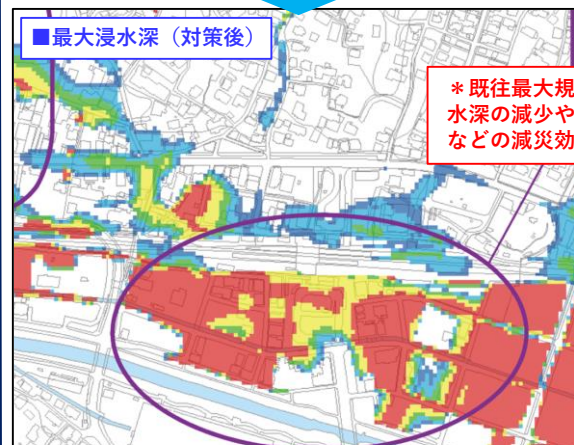 ■最大浸水深（対策後）
＊既往最大規
水深の減少や
などの減災効